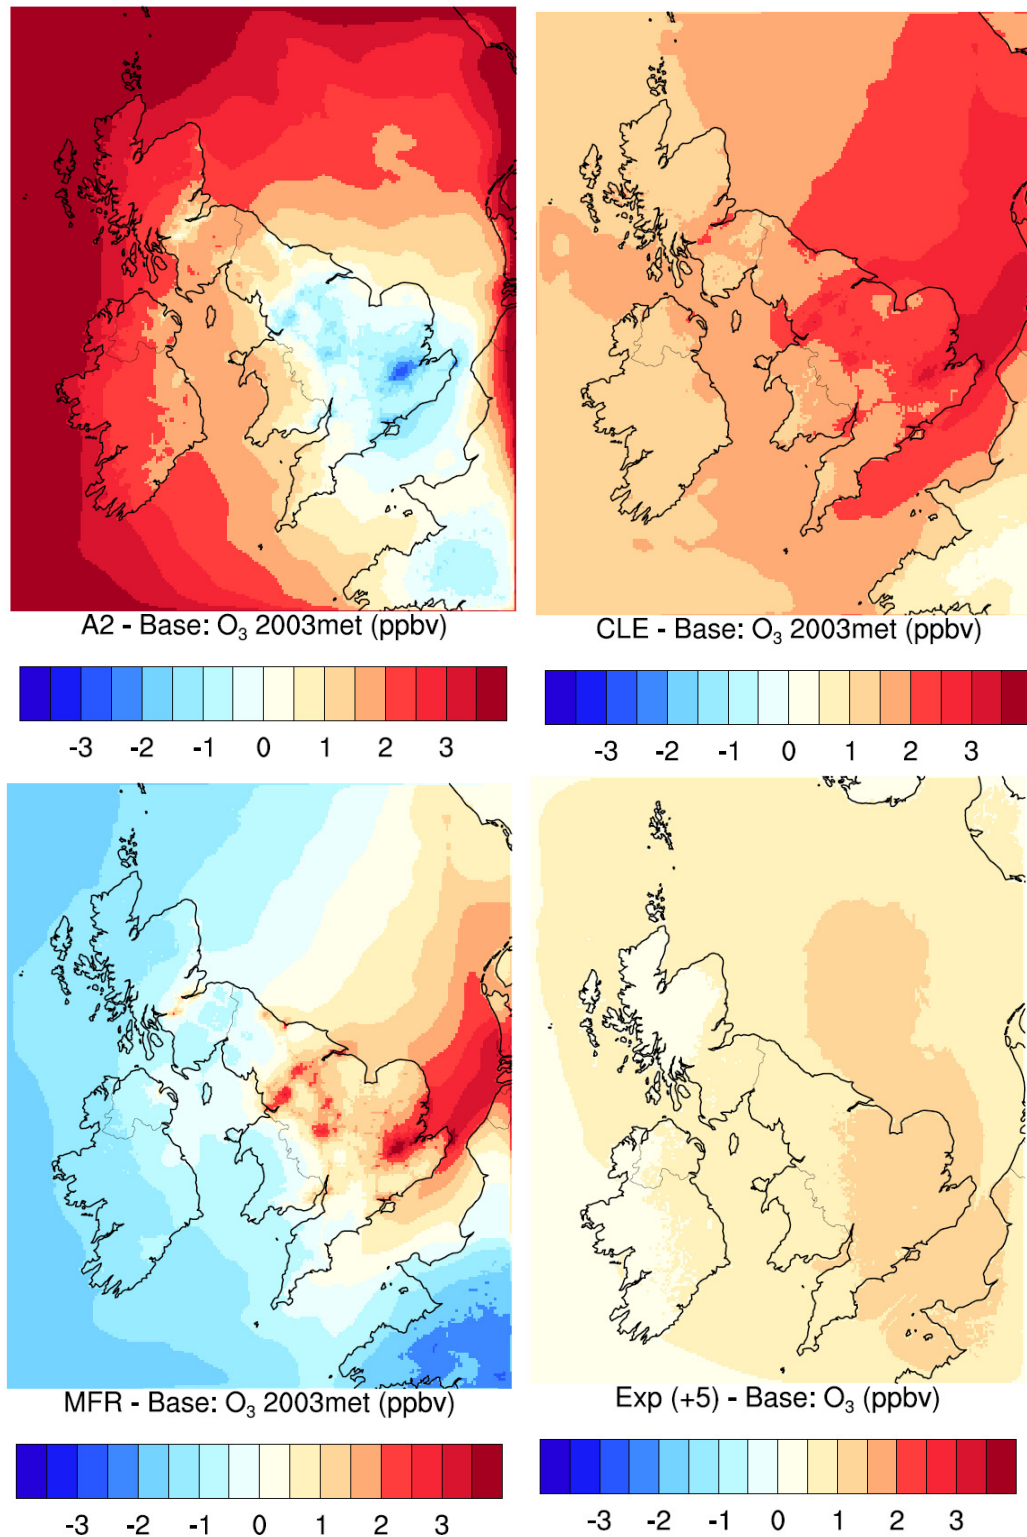 A2 - Base: O₃ 2003met (ppbv)
-3 -2 -1 0 1 2 3
CLE - Base: O₃ 2003met (ppbv)
-3 -2 -1 0 1 2 3
MFR - Base: O₃ 2003met (ppbv)
-3 -2 -1 0 1 2 3
Exp (+5) - Base: O₃ (ppbv)
-3 -2 -1 0 1 2 3